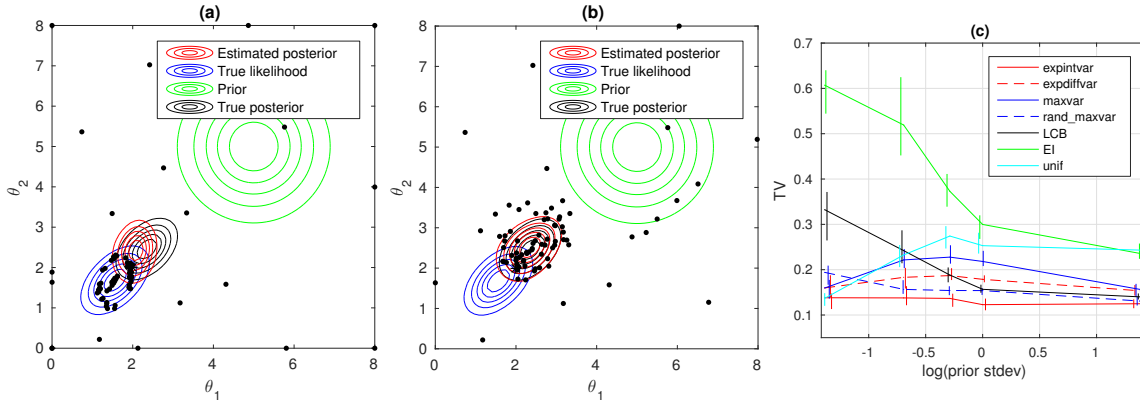 (a)
8
7
6
5
4
3
2
1
0
θ2
0
2
4
6
8
θ1
Estimated posterior
True likelihood
Prior
True posterior
(b)
8
7
6
5
4
3
2
1
0
θ2
0
2
4
6
8
θ1
Estimated posterior
True likelihood
Prior
True posterior
(c)
0.7
0.6
0.5
0.4
0.3
0.2
0.1
TV
-1
-0.5
0
0.5
1
log(prior stdev)
expintvar
expdiffvar
maxvar
rand_maxvar
LCB
EI
unif